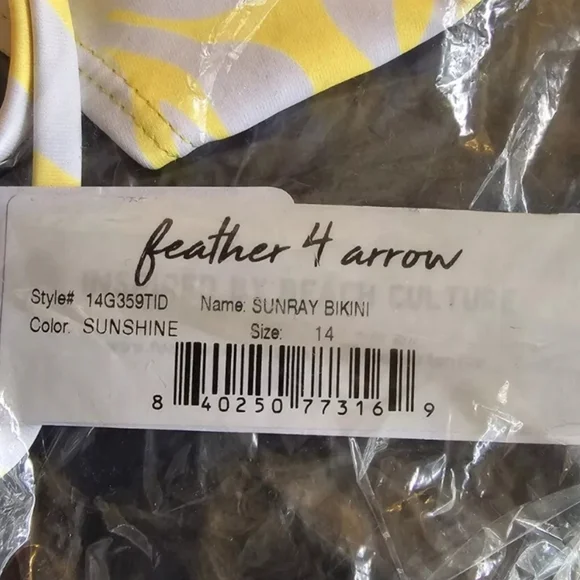 feather 4 arrow
INSPIRED BY BEACH CULTURE
Style# 14G359TID Name: SUNRAY BIKINI
Color: SUNSHINE Size: 14
8 40250 77316 9